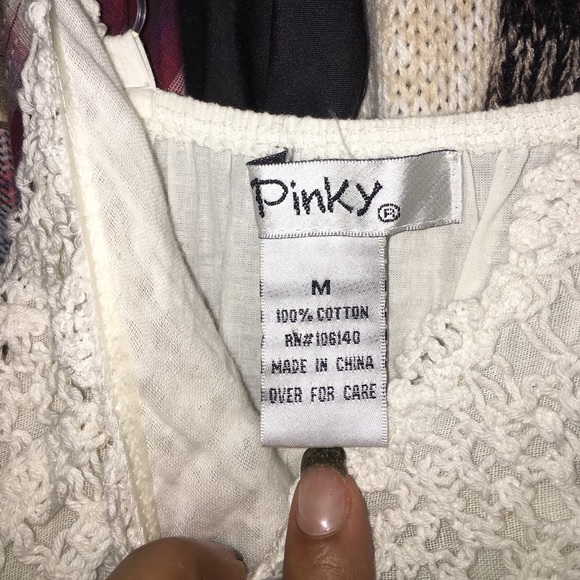 Pinky®
M
100% COTTON
RN#106140
MADE IN CHINA
OVER FOR CARE